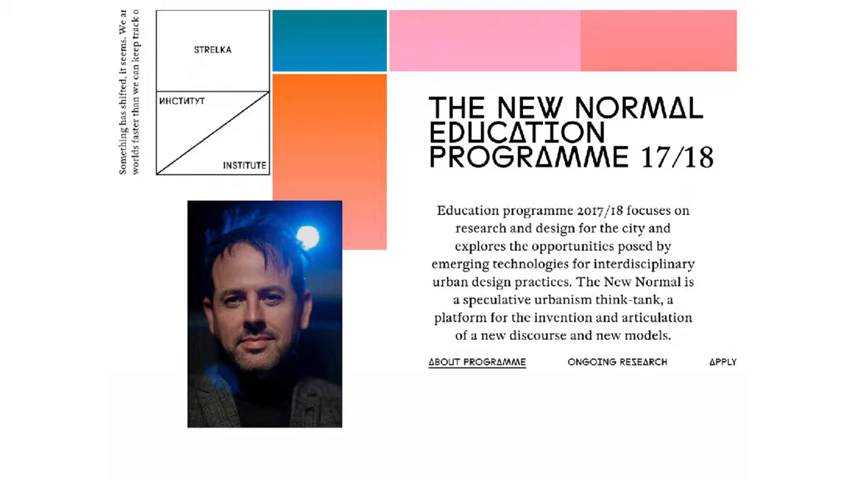 Something has shifted, it seems. We
worlds faster than we can keep track
STRELKA
ИНСТИТУТ
INSTITUTE
THE NEW NORMAL
EDUCATION
PROGRAMME 17/18
Education programme 2017/18 focuses on
research and design for the city and
explores the opportunities posed by
emerging technologies for interdisciplinary
urban design practices. The New Normal is
a speculative urbanism think-tank, a
platform for the invention and articulation
of a new discourse and new models.
ABOUT PROGRAMME
ONGOING RESEARCH
APPLY